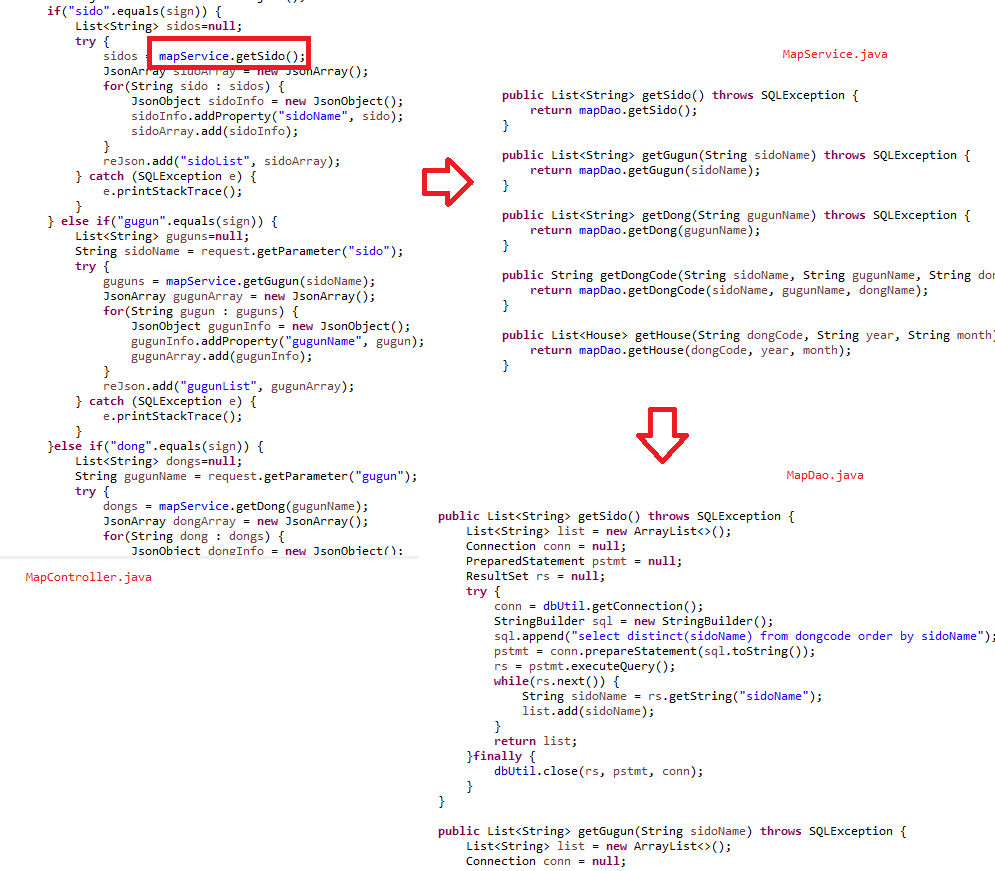 if("sido".equals(sign)) {
List<String> sidos=null;
try {
sidos = mapService.getSido();
JsonArray sidoArray = new JsonArray();
for(String sido : sidos) {
JsonObject sidoInfo = new JsonObject();
sidoInfo.addProperty("sidoName", sido);
sidoArray.add(sidoInfo);
}
reJson.add("sidoList", sidoArray);
} catch (SQLException e) {
e.printStackTrace();
}
} else if("gugun".equals(sign)) {
List<String> guguns=null;
String sidoName = request.getParameter("sido");
try {
guguns = mapService.getGugun(sidoName);
JsonArray gugunArray = new JsonArray();
for(String gugun : guguns) {
JsonObject gugunInfo = new JsonObject();
gugunInfo.addProperty("gugunName", gugun);
gugunArray.add(gugunInfo);
}
reJson.add("gugunList", gugunArray);
} catch (SQLException e) {
e.printStackTrace();
}
}else if("dong".equals(sign)) {
List<String> dongs=null;
String gugunName = request.getParameter("gugun");
try {
dongs = mapService.getDong(gugunName);
JsonArray dongArray = new JsonArray();
for(String dong : dongs) {
JsonObject dongInfo = new JsonObject();
MapController.java
MapService.java
public List<String> getSido() throws SQLException {
return mapDao.getSido();
}
public List<String> getGugun(String sidoName) throws SQLException {
return mapDao.getGugun(sidoName);
}
public List<String> getDong(String gugunName) throws SQLException {
return mapDao.getDong(gugunName);
}
public String getDongCode(String sidoName, String gugunName, String don
return mapDao.getDongCode(sidoName, gugunName, dongName);
}
public List<House> getHouse(String dongCode, String year, String month)
return mapDao.getHouse(dongCode, year, month);
}
MapDao.java
public List<String> getSido() throws SQLException {
List<String> list = new ArrayList<>();
Connection conn = null;
PreparedStatement pstmt = null;
ResultSet rs = null;
try {
conn = dbUtil.getConnection();
StringBuilder sql = new StringBuilder();
sql.append("select distinct(sidoName) from dongcode order by sidoName");
pstmt = conn.prepareStatement(sql.toString());
rs = pstmt.executeQuery();
while(rs.next()) {
String sidoName = rs.getString("sidoName");
list.add(sidoName);
}
return list;
}finally {
dbUtil.close(rs, pstmt, conn);
}
}
public List<String> getGugun(String sidoName) throws SQLException {
List<String> list = new ArrayList<>();
Connection conn = null;